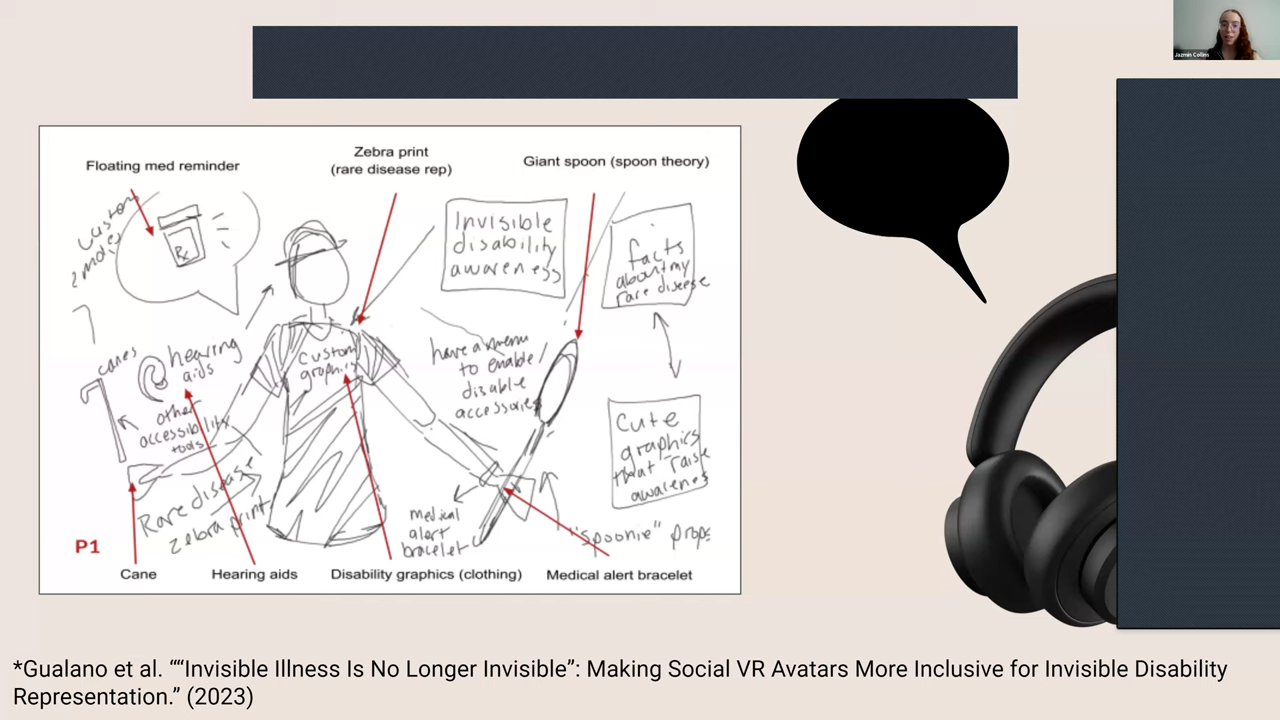 Jazmin Collins
Floating med reminder
Zebra print
(rare disease rep)
Giant spoon (spoon theory)
Custom
Rx
Invisible
disability
awareness
facts
about my
rare disease
canes
hearing
aids
other
accessibility
tools
Custom
graphics
have a menu
to enable/
disable
accessories
Cute
graphics
that raise
awareness
Rare disease
zebra print
medical
alert
bracelet
"spoonie" props
P1
Cane
Hearing aids
Disability graphics (clothing)
Medical alert bracelet
*Gualano et al. ““Invisible Illness Is No Longer Invisible”: Making Social VR Avatars More Inclusive for Invisible Disability
Representation.” (2023)